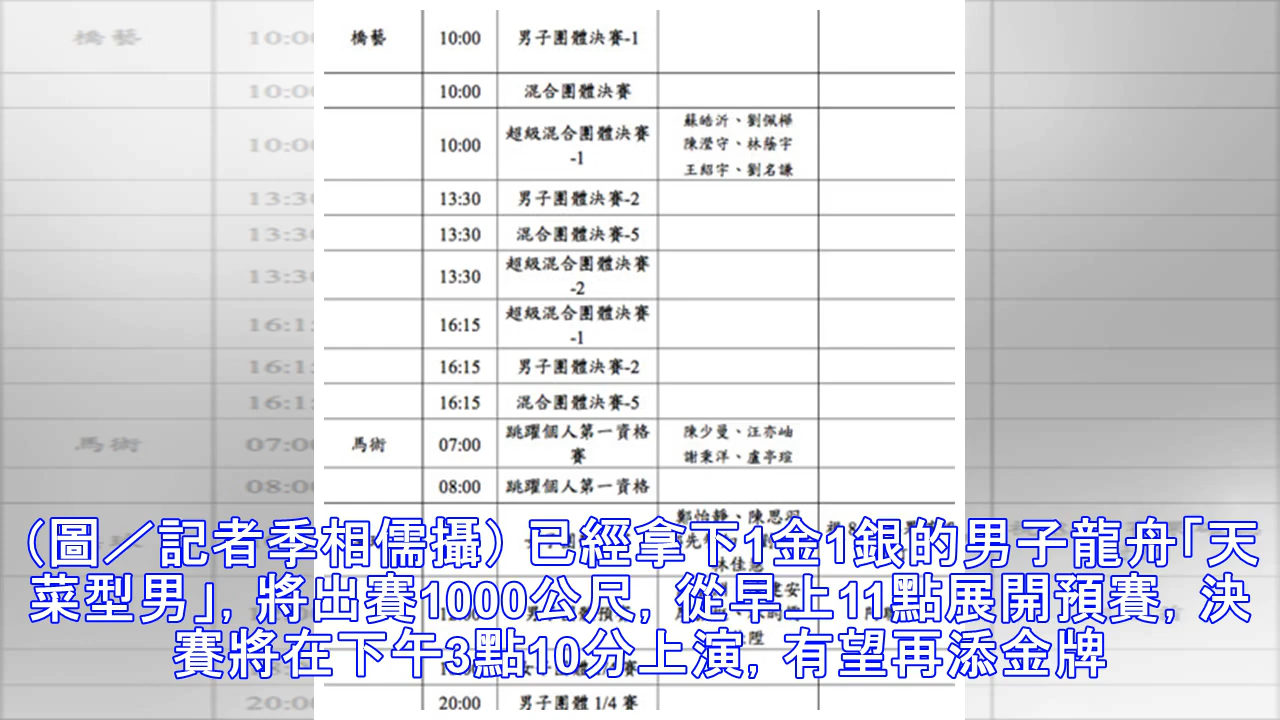 橋藝 10:00 男子團體決賽-1
10:00 混合團體決賽
10:00 超級混合團體決賽-1 蘇皓沂、劉佩樺
陳瀅守、林蔭宇
王紹宇、劉名謙
13:30 男子團體決賽-2
13:30 混合團體決賽-5
13:30 超級混合團體決賽-2
16:15 超級混合團體決賽-1
16:15 男子團體決賽-2
16:15 混合團體決賽-5
馬術 07:00 跳躍個人第一資格賽 陳少曼、汪亦岫
謝秉洋、盧亭瑄
08:00 跳躍個人第一資格
鄭怡靜、陳思羽
(圖／記者季相儒攝) 已經拿下1金1銀的男子龍舟｢天
菜型男｣, 將出賽1000公尺, 從早上11點展開預賽, 決
賽將在下午3點10分上演, 有望再添金牌
20:00 男子團體 1/4 賽